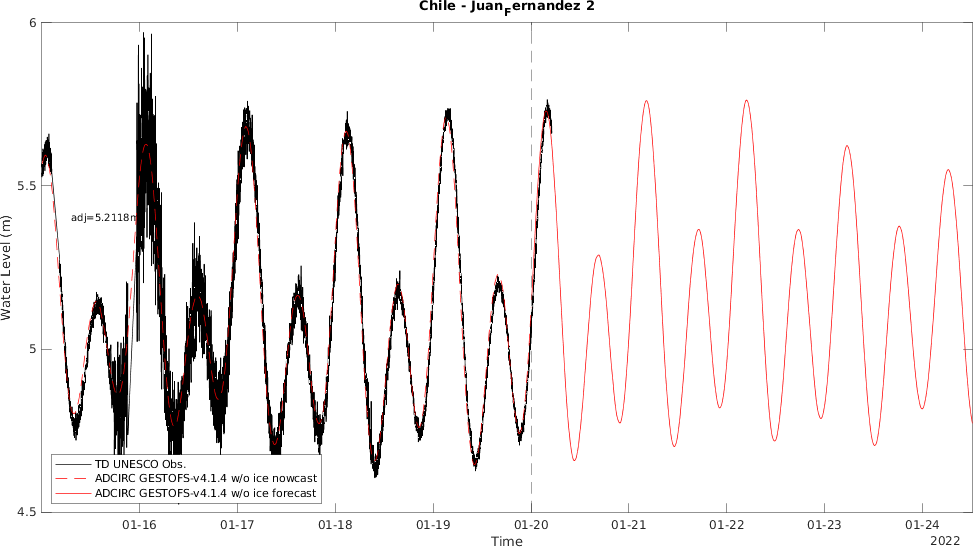 Chile - Juan_Fernandez 2
6
5.5
5
4.5
Water Level (m)
adj=5.2118m
TD UNESCO Obs.
ADCIRC GESTOFS-v4.1.4 w/o ice nowcast
ADCIRC GESTOFS-v4.1.4 w/o ice forecast
01-16 01-17 01-18 01-19 01-20 01-21 01-22 01-23 01-24
Time
2022